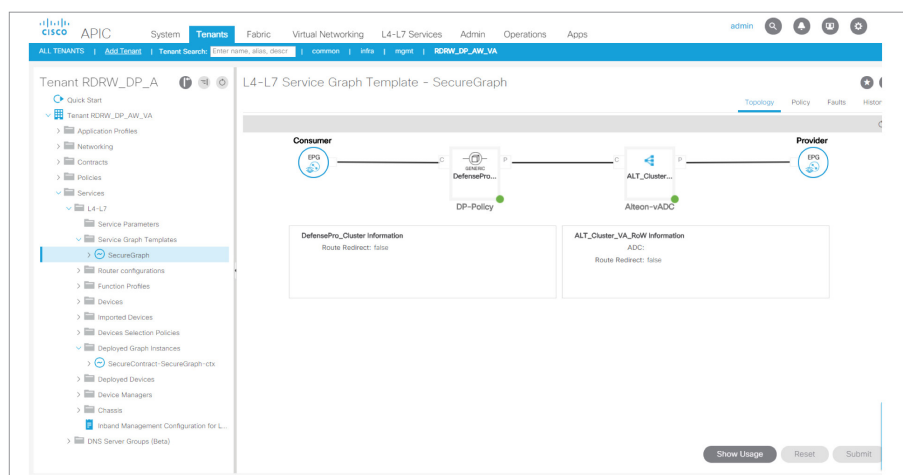 CISCO APIC System Tenants Fabric Virtual Networking L4-L7 Services Admin Operations Apps admin
ALL TENANTS | Add Tenant | Tenant Search: Enter name, alias, descr | common | infra | mgmt | RDRW_DP_AW_VA
Tenant RDRW_DP_A
Quick Start
Tenant RDRW_DP_AW_VA
Application Profiles
Networking
Contracts
Policies
Services
L4-L7
Service Parameters
Service Graph Templates
SecureGraph
Router configurations
Function Profiles
Devices
Imported Devices
Devices Selection Policies
Deployed Graph Instances
SecureContract-SecureGraph-ctx
Deployed Devices
Device Managers
Chassis
Inband Management Configuration for L...
DNS Server Groups (Beta)
L4-L7 Service Graph Template - SecureGraph
Topology Policy Faults Histor
Consumer Provider
EPG C GENERIC P C P EPG
DefensePro... ALT_Cluster...
DP-Policy Alteon-vADC
DefensePro_Cluster Information
Route Redirect: false
ALT_Cluster_VA_RoW Information
ADC:
Route Redirect: false
Show Usage Reset Submit